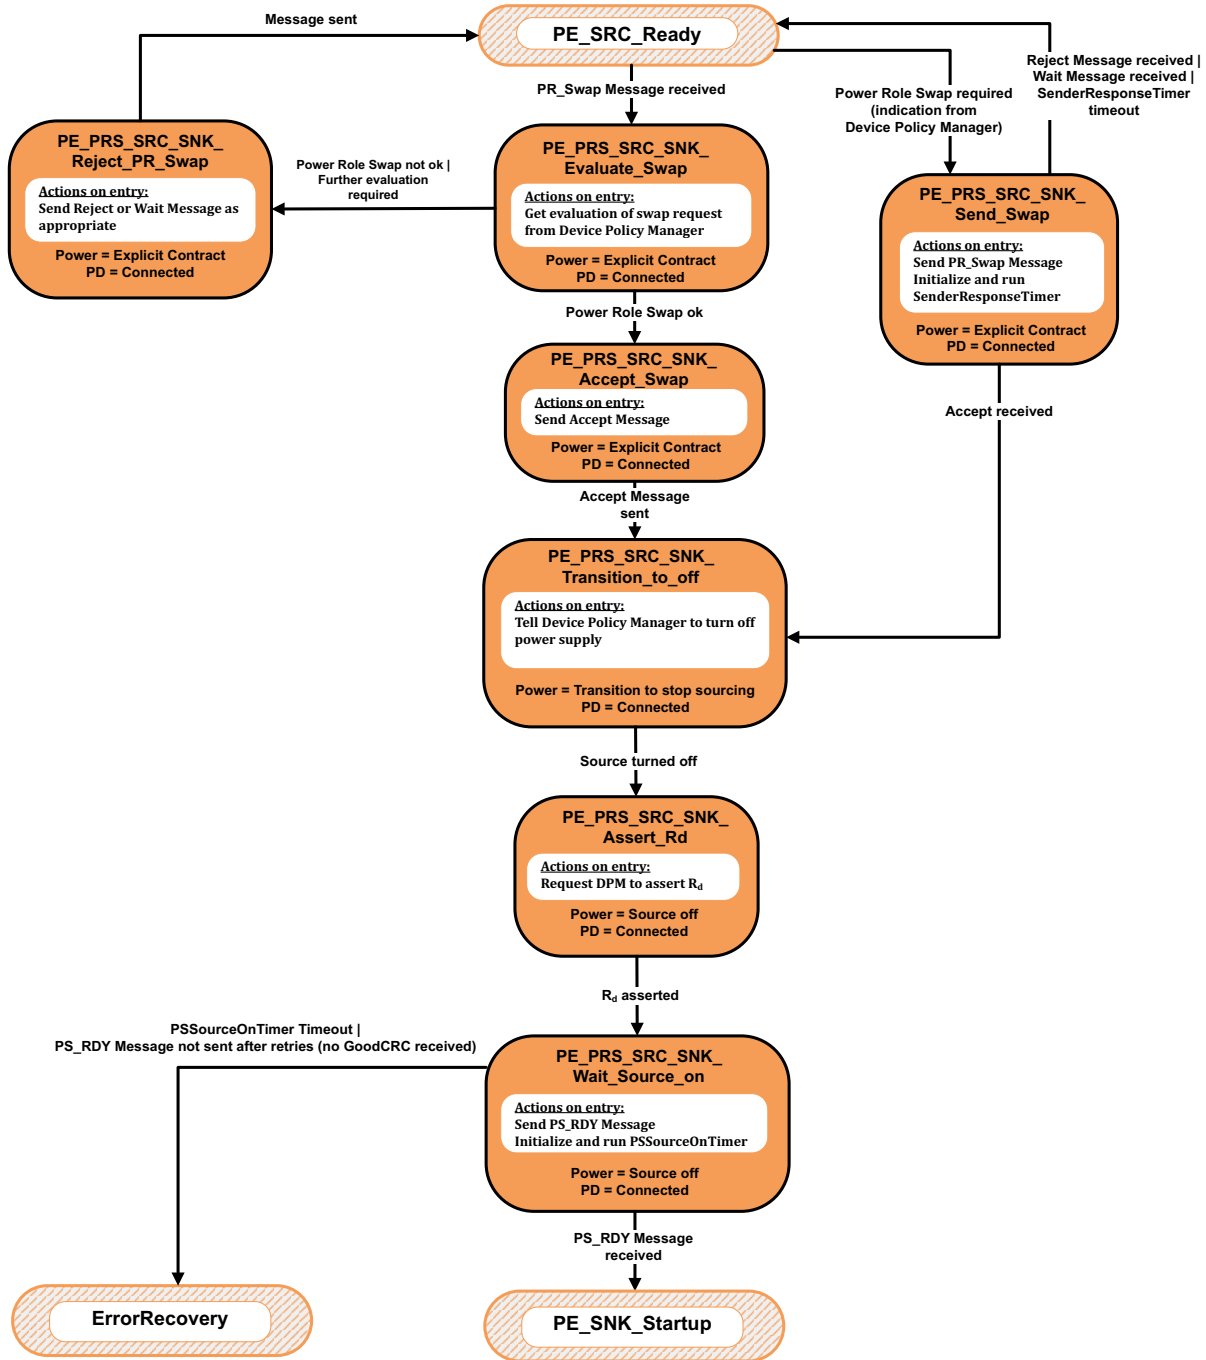 Message sent
PE_SRC_Ready
PR_Swap Message received
Power Role Swap required
(indication from
Device Policy Manager)
Reject Message received |
Wait Message received |
SenderResponseTimer
timeout
PE_PRS_SRC_SNK_
Reject_PR_Swap
Actions on entry:
Send Reject or Wait Message as
appropriate
Power = Explicit Contract
PD = Connected
Power Role Swap not ok |
Further evaluation
required
PE_PRS_SRC_SNK_
Evaluate_Swap
Actions on entry:
Get evaluation of swap request
from Device Policy Manager
Power = Explicit Contract
PD = Connected
PE_PRS_SRC_SNK_
Send_Swap
Actions on entry:
Send PR_Swap Message
Initialize and run
SenderResponseTimer
Power = Explicit Contract
PD = Connected
Power Role Swap ok
PE_PRS_SRC_SNK_
Accept_Swap
Actions on entry:
Send Accept Message
Power = Explicit Contract
PD = Connected
Accept received
Accept Message
sent
PE_PRS_SRC_SNK_
Transition_to_off
Actions on entry:
Tell Device Policy Manager to turn off
power supply
Power = Transition to stop sourcing
PD = Connected
Source turned off
PE_PRS_SRC_SNK_
Assert_Rd
Actions on entry:
Request DPM to assert Rd
Power = Source off
PD = Connected
Rd asserted
PSSourceOnTimer Timeout |
PS_RDY Message not sent after retries (no GoodCRC received)
PE_PRS_SRC_SNK_
Wait_Source_on
Actions on entry:
Send PS_RDY Message
Initialize and run PSSourceOnTimer
Power = Source off
PD = Connected
PS_RDY Message
received
ErrorRecovery
PE_SNK_Startup